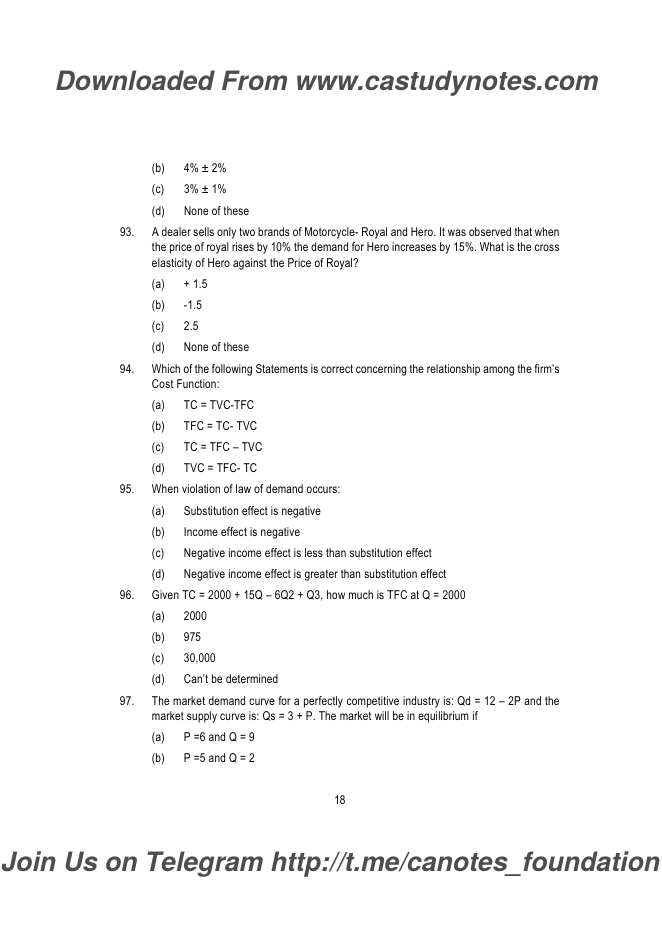 Downloaded From www.castudynotes.com
(b) 4% ± 2%
(c) 3% ± 1%
(d) None of these
93. A dealer sells only two brands of Motorcycle- Royal and Hero. It was observed that when
the price of royal rises by 10% the demand for Hero increases by 15%. What is the cross
elasticity of Hero against the Price of Royal?
(a) + 1.5
(b) -1.5
(c) 2.5
(d) None of these
94. Which of the following Statements is correct concerning the relationship among the firm's
Cost Function:
(a) TC = TVC-TFC
(b) TFC = TC- TVC
(c) TC = TFC – TVC
(d) TVC = TFC- TC
95. When violation of law of demand occurs:
(a) Substitution effect is negative
(b) Income effect is negative
(c) Negative income effect is less than substitution effect
(d) Negative income effect is greater than substitution effect
96. Given TC = 2000 + 15Q – 6Q2 + Q3, how much is TFC at Q = 2000
(a) 2000
(b) 975
(c) 30,000
(d) Can't be determined
97. The market demand curve for a perfectly competitive industry is: Qd = 12 – 2P and the
market supply curve is: Qs = 3 + P. The market will be in equilibrium if
(a) P =6 and Q = 9
(b) P =5 and Q = 2
18
Join Us on Telegram http://t.me/canotes_foundation